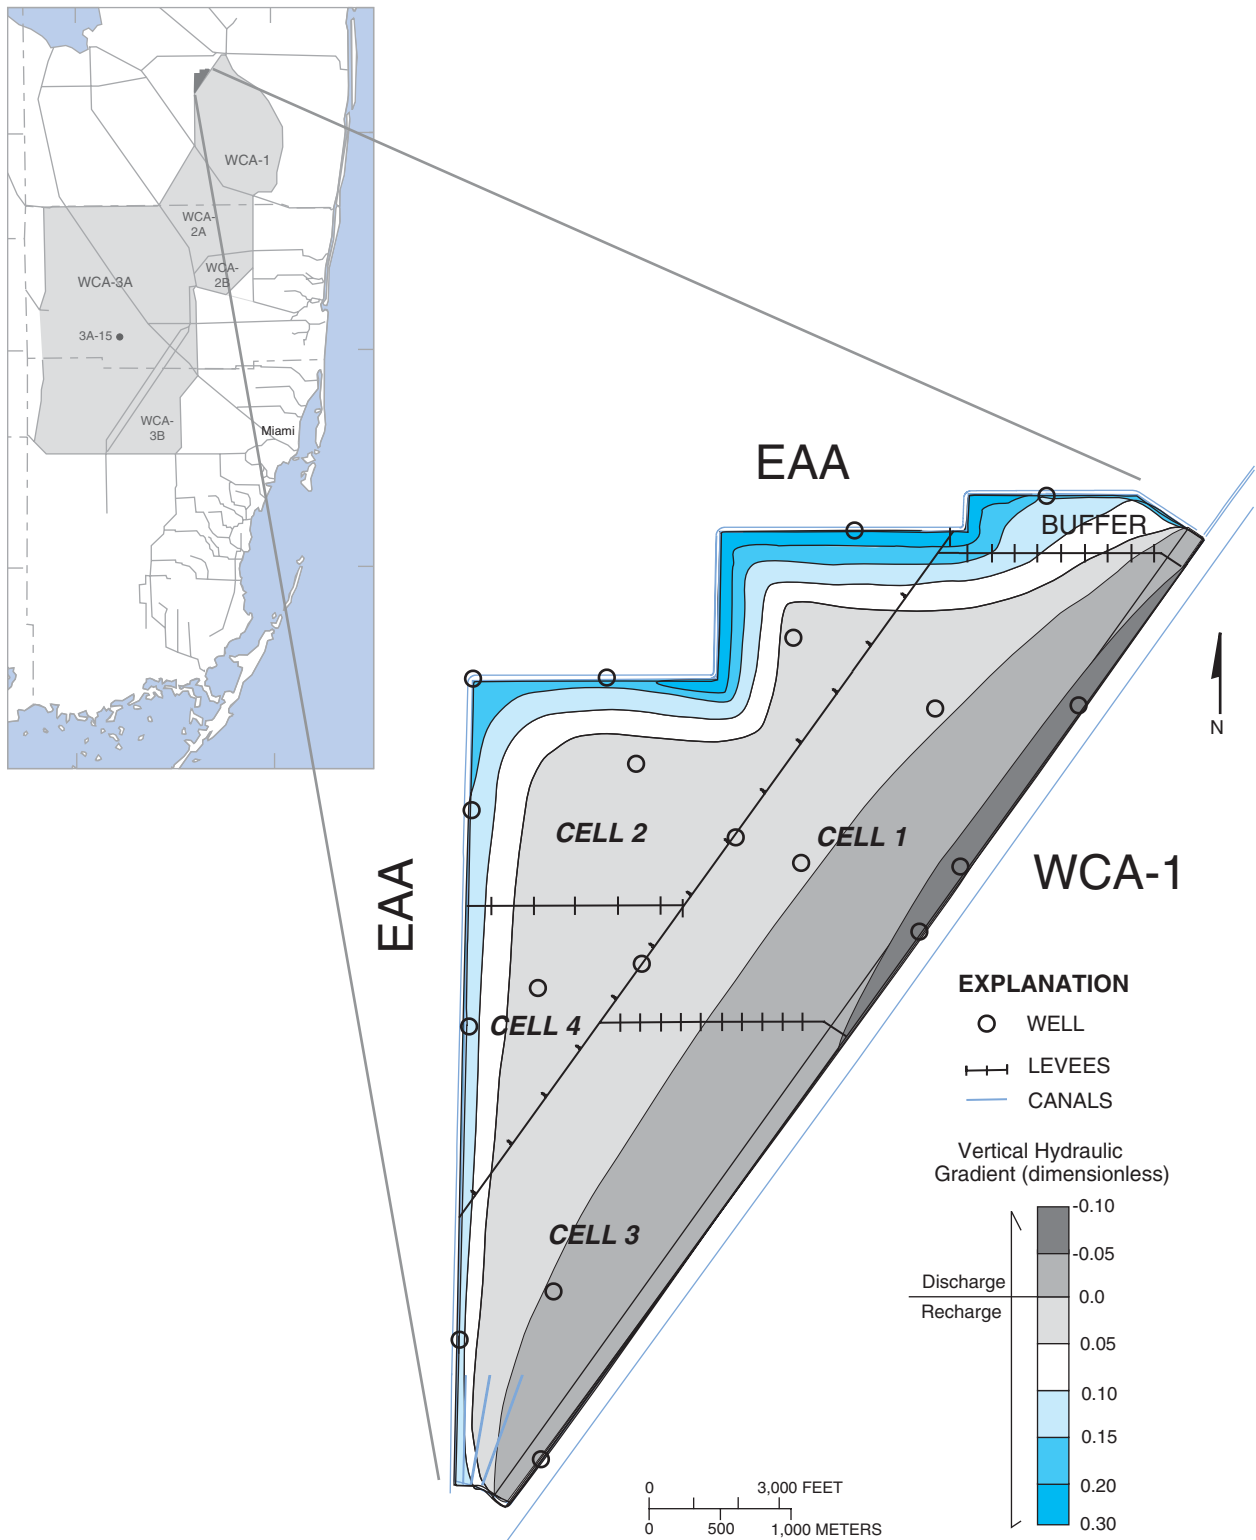 WCA-1
WCA-
2A
WCA-
2B
WCA-3A
3A-15
WCA-
3B
Miami
EAA
BUFFER
N
CELL 2
CELL 1
EAA
WCA-1
CELL 4
CELL 3
EXPLANATION
WELL
LEVEES
CANALS
Vertical Hydraulic
Gradient (dimensionless)
-0.10
-0.05
Discharge
0.0
Recharge
0.05
0.10
0.15
0.20
0.30
0 3,000 FEET
0 500 1,000 METERS